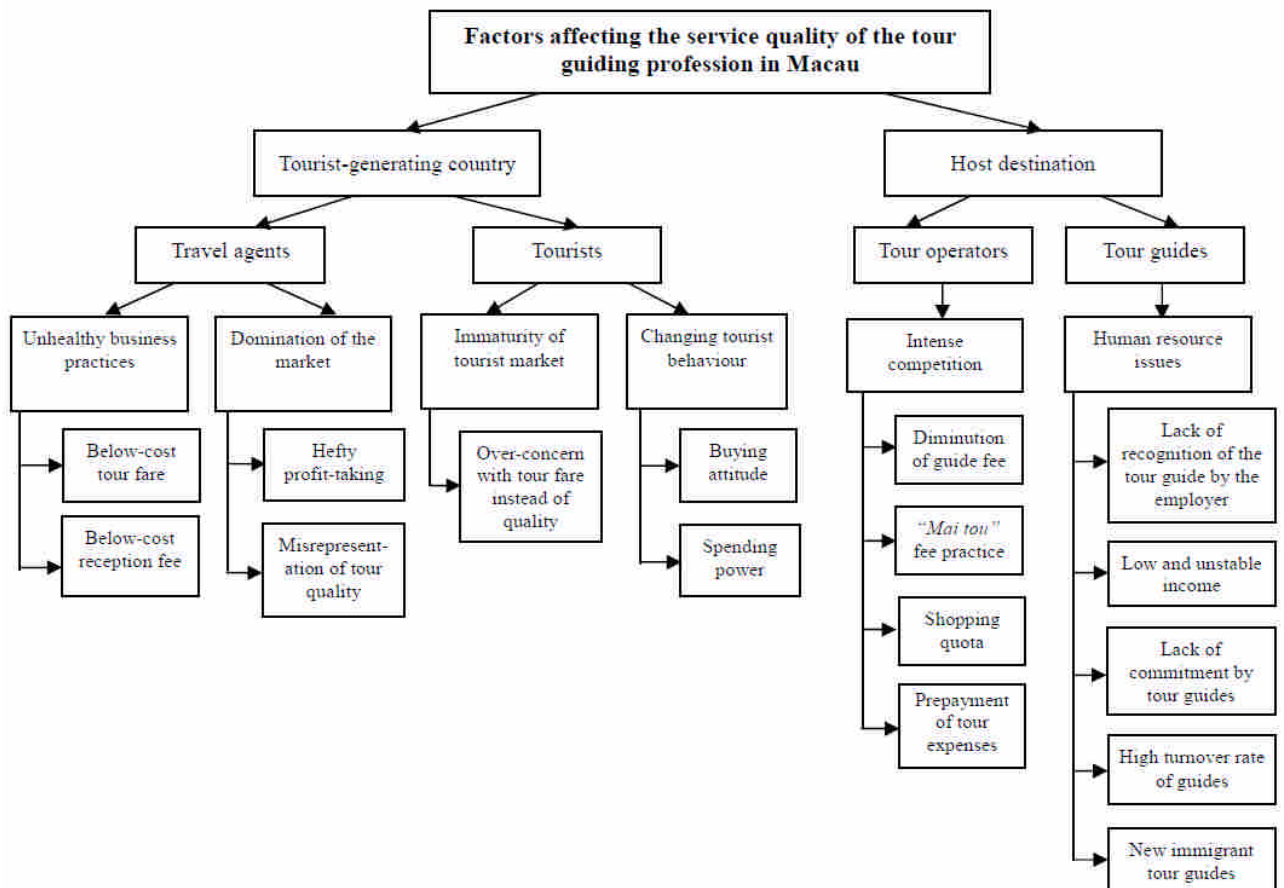 Factors affecting the service quality of the tour
guiding profession in Macau
Tourist-generating country
Host destination
Travel agents
Tourists
Tour operators
Tour guides
Unhealthy business
practices
Domination of the
market
Immaturity of
tourist market
Changing tourist
behaviour
Intense
competition
Human resource
issues
Below-cost
tour fare
Below-cost
reception fee
Hefty
profit-taking
Misrepresent-
ation of tour
quality
Over-concern
with tour fare
instead of
quality
Buying
attitude
Spending
power
Diminution
of guide fee
“Mai tou”
fee practice
Shopping
quota
Prepayment
of tour
expenses
Lack of
recognition of the
tour guide by the
employer
Low and unstable
income
Lack of
commitment by
tour guides
High turnover rate
of guides
New immigrant
tour guides